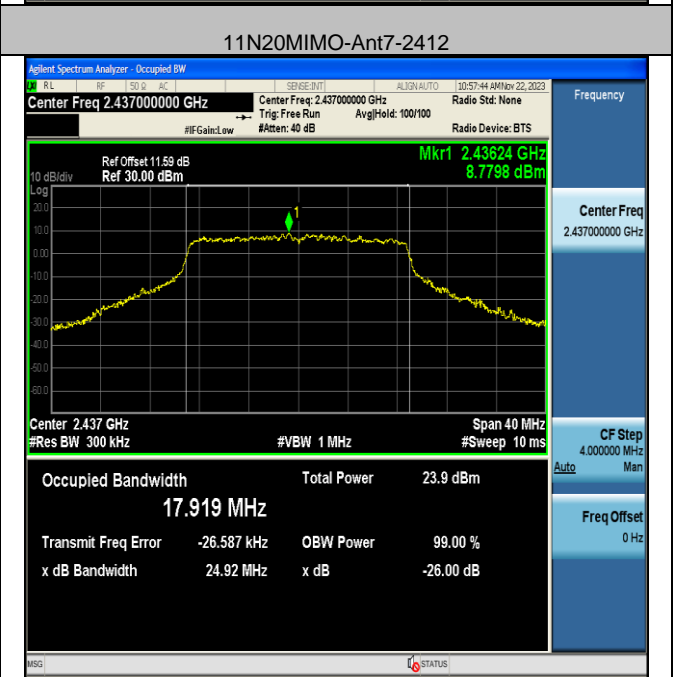 11N20MIMO-Ant7-2412
Agilent Spectrum Analyzer - Occupied BW
RL RF 50 Ω AC SENSE:INT ALIGN AUTO 10:57:44 AM Nov 22, 2023
Center Freq 2.437000000 GHz
Center Freq: 2.437000000 GHz
Radio Std: None
Trig: Free Run Avg|Hold: 100/100
#IFGain:Low #Atten: 40 dB Radio Device: BTS
Frequency
Mkr1 2.43624 GHz
8.7798 dBm
Ref Offset 11.59 dB
10 dB/div Ref 30.00 dBm
Log
20.0
10.0
0.00
-10.0
-20.0
-30.0
-40.0
-50.0
-60.0
Center 2.437 GHz Span 40 MHz
#Res BW 300 kHz #VBW 1 MHz #Sweep 10 ms
Occupied Bandwidth Total Power 23.9 dBm
17.919 MHz
Transmit Freq Error -26.587 kHz OBW Power 99.00 %
x dB Bandwidth 24.92 MHz x dB -26.00 dB
Center Freq
2.437000000 GHz
CF Step
4.000000 MHz
Auto Man
Freq Offset
0 Hz
MSG STATUS